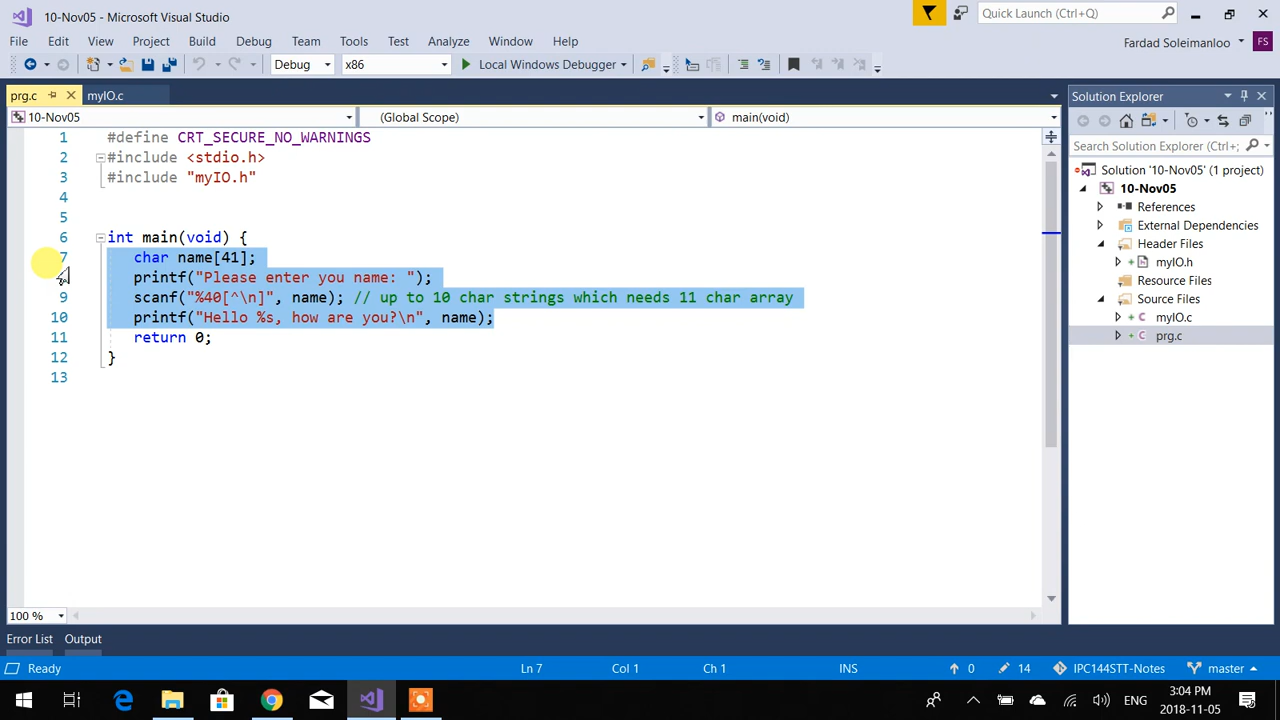 10-Nov05 - Microsoft Visual Studio
Quick Launch (Ctrl+Q)
File Edit View Project Build Debug Team Tools Test Analyze Window Help
Fardad Soleimanloo FS
Debug x86 Local Windows Debugger
prg.c myIO.c
10-Nov05 (Global Scope) main(void)
1 #define CRT_SECURE_NO_WARNINGS
2 #include <stdio.h>
3 #include "myIO.h"
4
5
6 int main(void) {
7 char name[41];
printf("Please enter you name: ");
9 scanf("%40[^\n]", name); // up to 10 char strings which needs 11 char array
10 printf("Hello %s, how are you?\n", name);
11 return 0;
12 }
13
100 %
Error List Output
Solution Explorer
Search Solution Explorer (Ctrl+;
Solution '10-Nov05' (1 project)
10-Nov05
References
External Dependencies
Header Files
myIO.h
Resource Files
Source Files
myIO.c
prg.c
Ready Ln 7 Col 1 Ch 1 INS 0 14 IPC144STT-Notes master
ENG 3:04 PM
2018-11-05